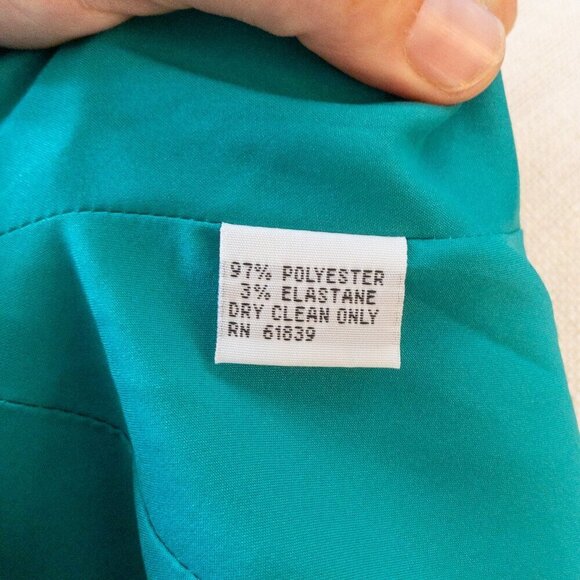 97% POLYESTER
3% ELASTANE
DRY CLEAN ONLY
RN 61839